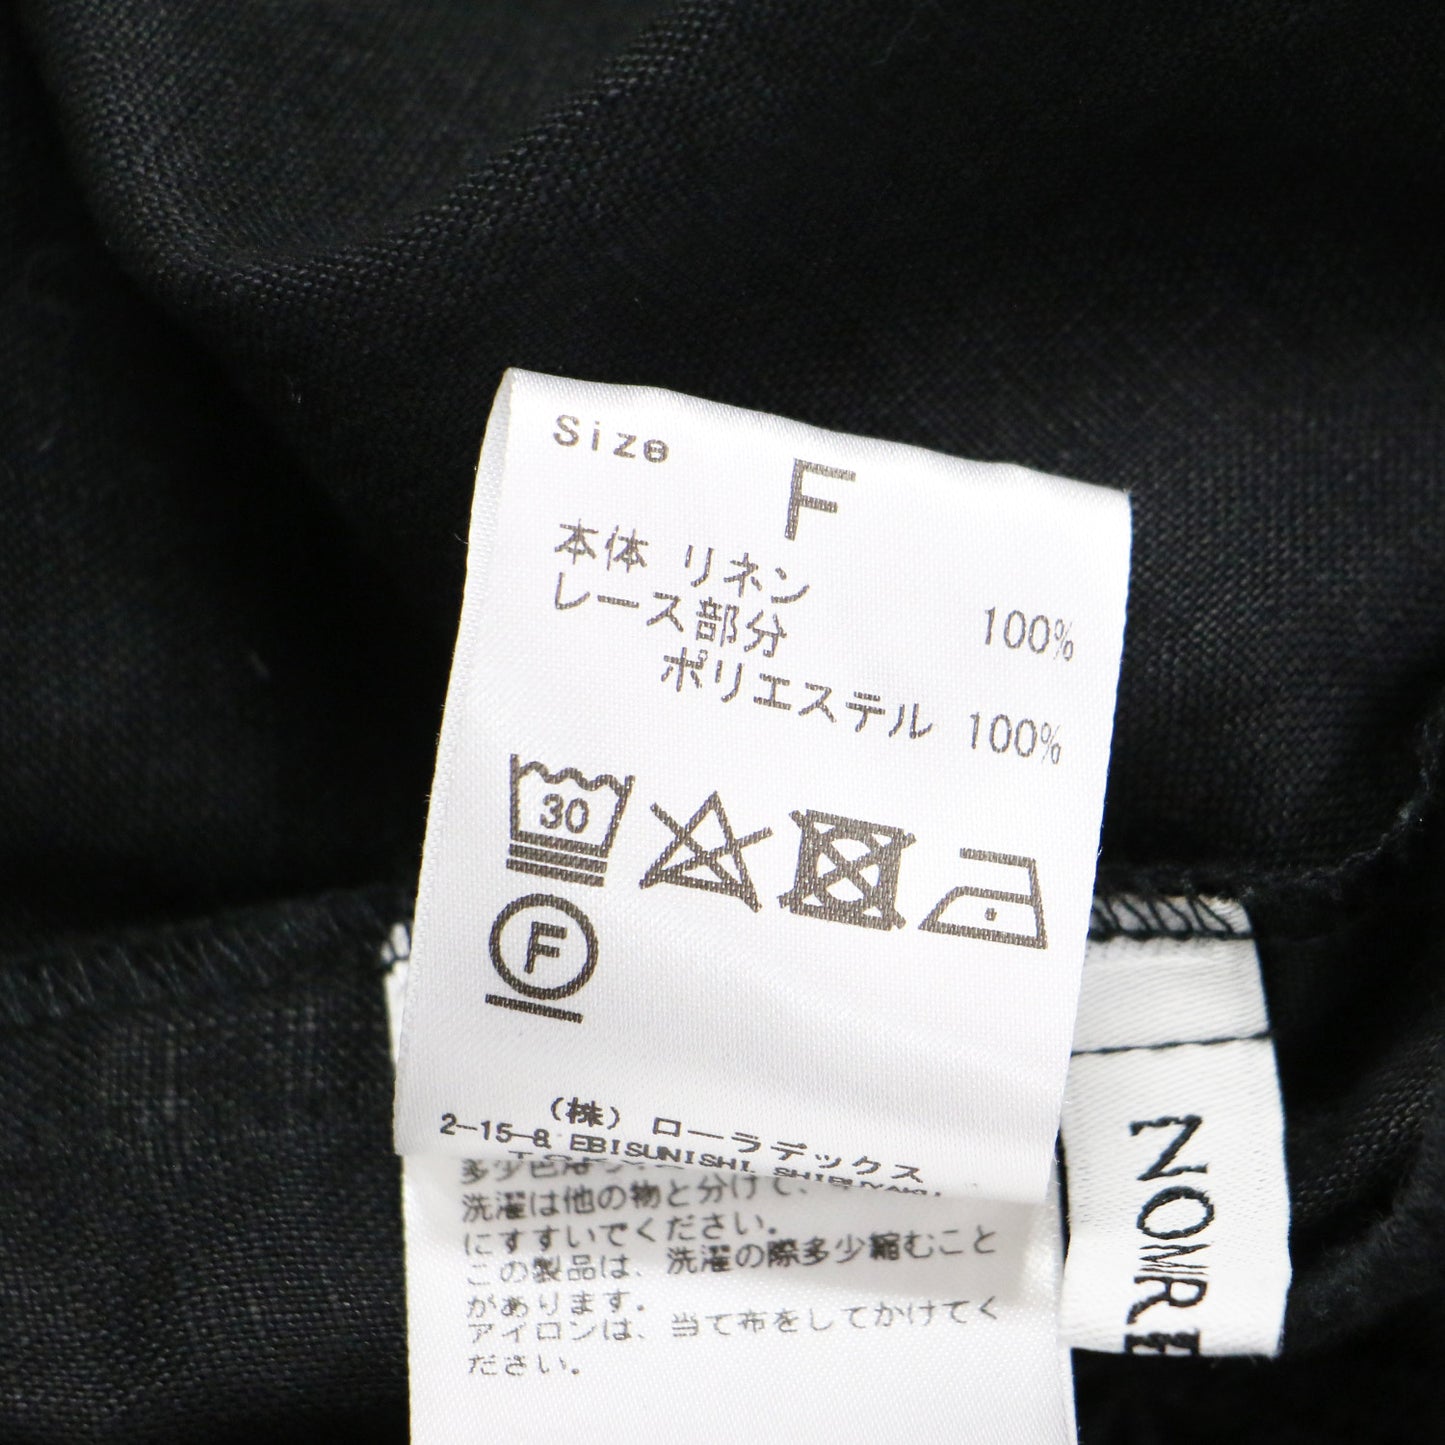 Size
F
本体 リネン 100%
レース部分
ポリエステル 100%
30
F
(株) ローラデックス
2-15-8 EBISUNISHI, SHIBUYAKU,
洗濯は他の物と分けて、
にすすいでください。
この製品は、洗濯の際多少縮むこと
があります。
アイロンは、当て布をしてかけてく
ださい。